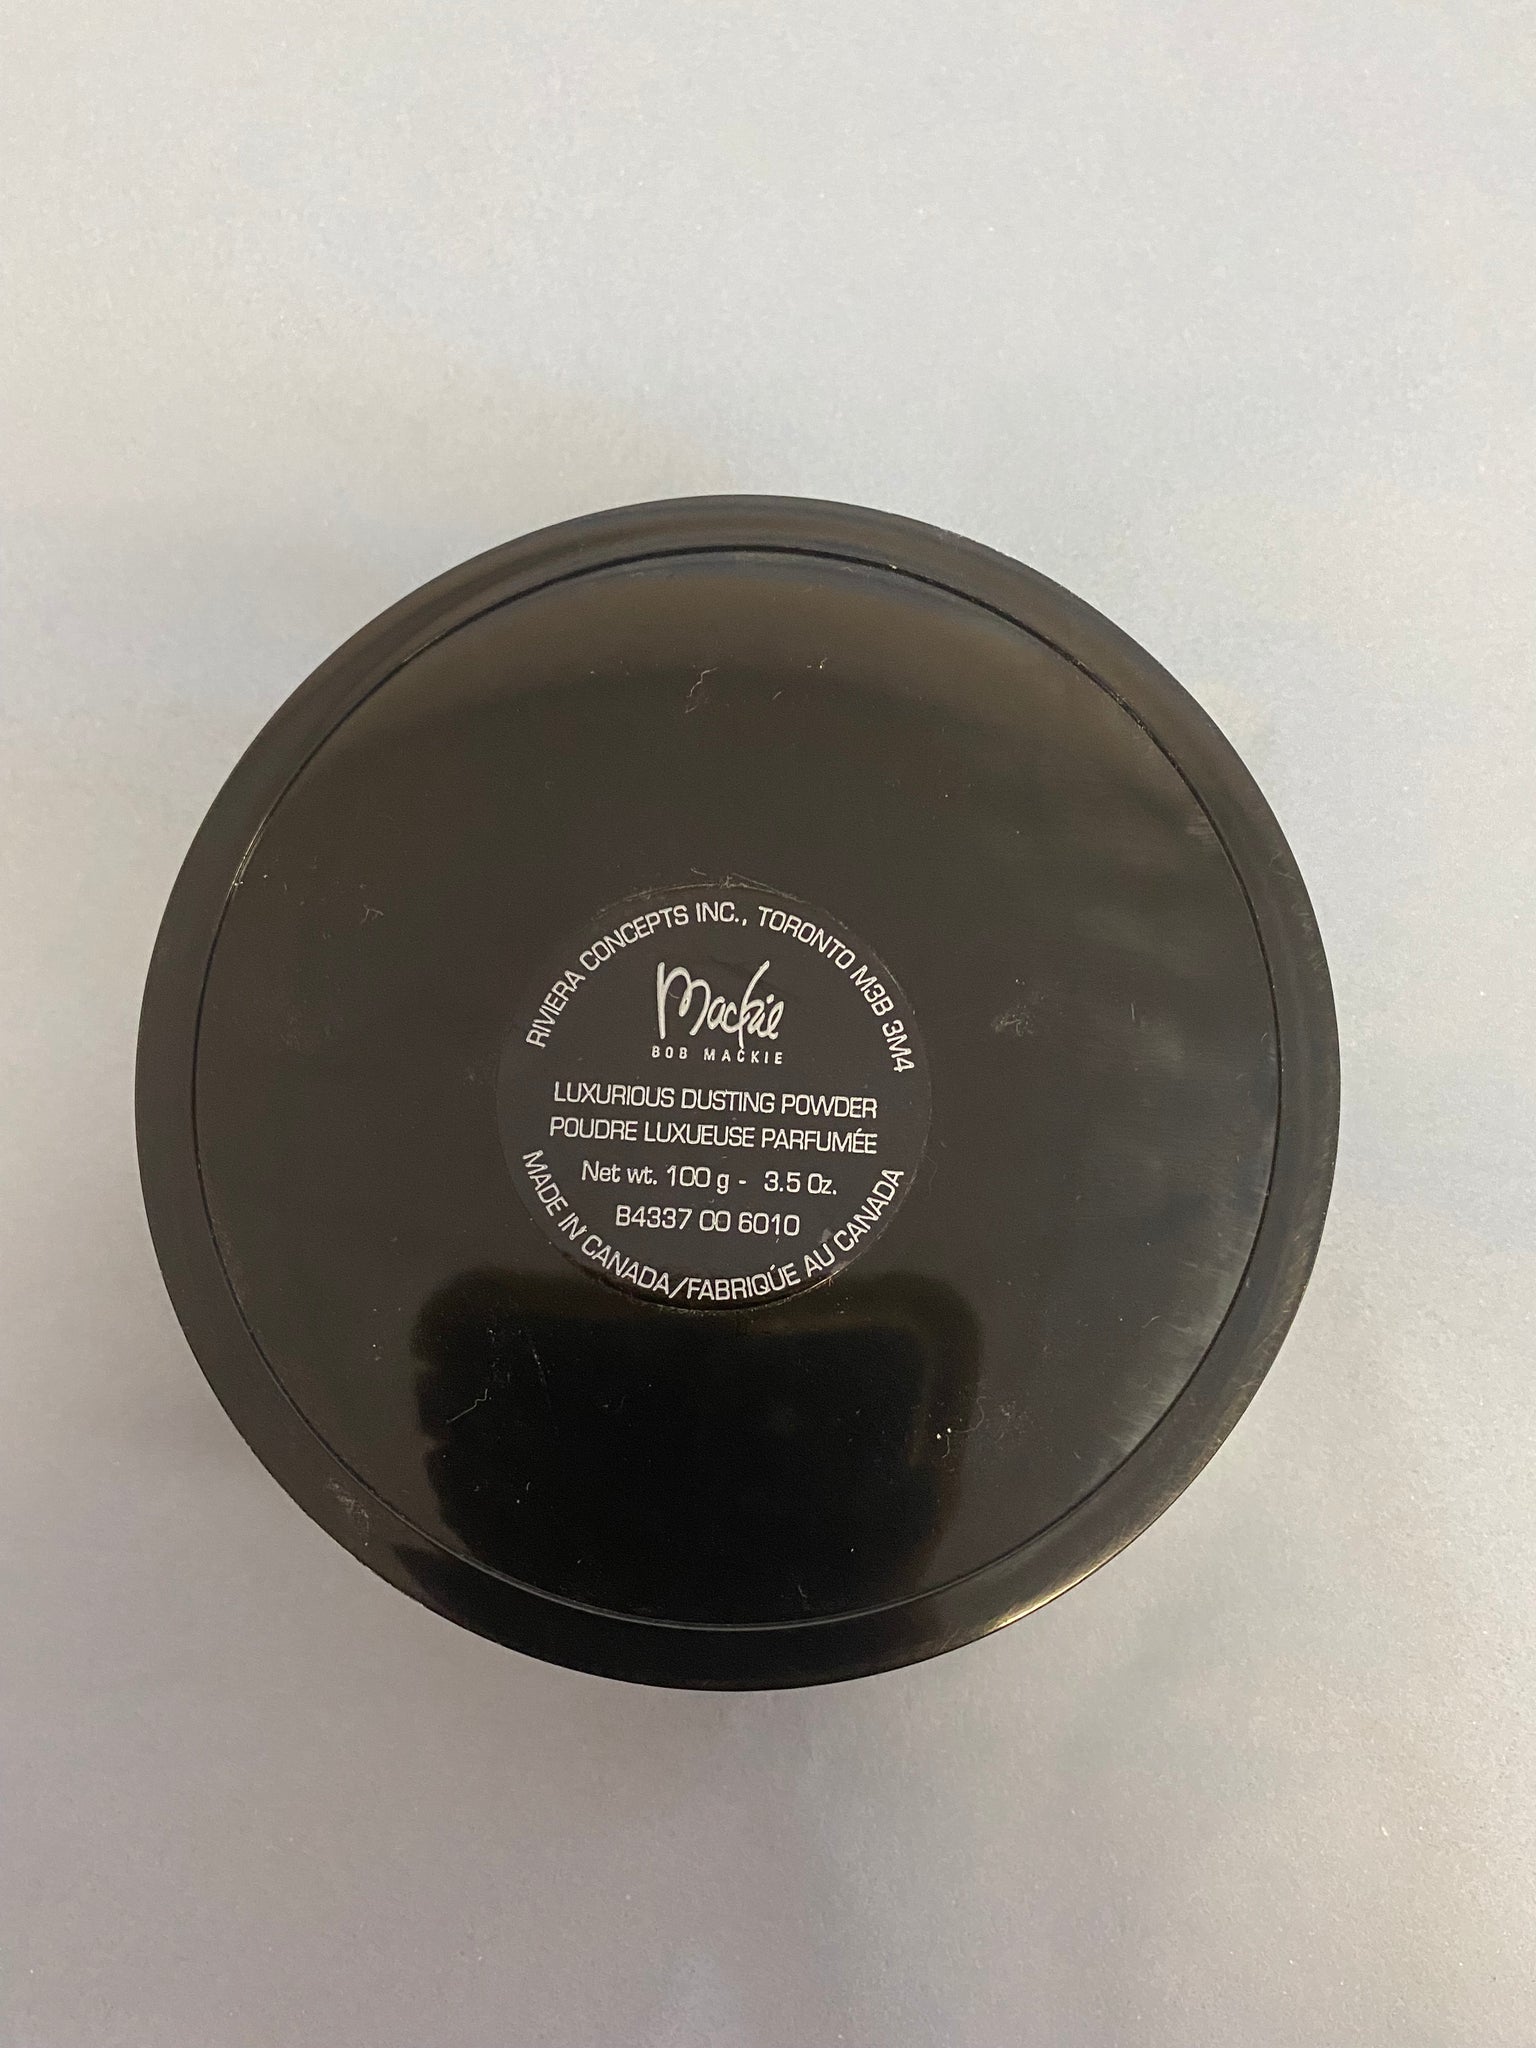 RIVIERA CONCEPTS INC., TORONTO M3B 3M4
Mackie
BOB MACKIE
LUXURIOUS DUSTING POWDER
POUDRE LUXUEUSE PARFUMÉE
Net wt. 100 g - 3.5 Oz.
B4337 00 6010
MADE IN CANADA/FABRIQÚE AU CANADA